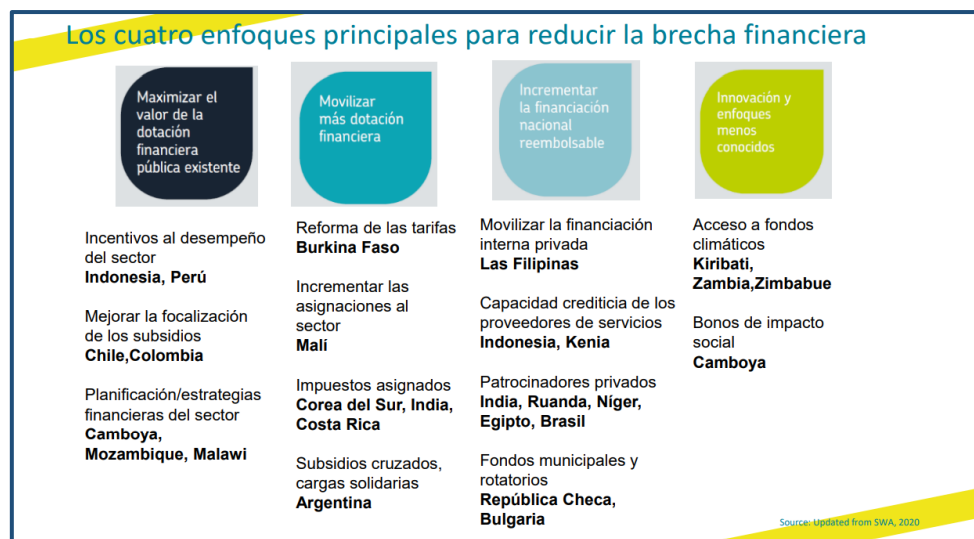 Los cuatro enfoques principales para reducir la brecha financiera
Maximizar el
valor de la
dotación
financiera
pública existente
Incentivos al desempeño
del sector
Indonesia, Perú
Mejorar la focalización
de los subsidios
Chile,Colombia
Planificación/estrategias
financieras del sector
Camboya,
Mozambique, Malawi
Movilizar
más dotación
financiera
Reforma de las tarifas
Burkina Faso
Incrementar las
asignaciones al
sector
Malí
Impuestos asignados
Corea del Sur, India,
Costa Rica
Subsidios cruzados,
cargas solidarias
Argentina
Incrementar
la financiación
nacional
reembolsable
Movilizar la financiación
interna privada
Las Filipinas
Capacidad crediticia de los
proveedores de servicios
Indonesia, Kenia
Patrocinadores privados
India, Ruanda, Níger,
Egipto, Brasil
Fondos municipales y
rotatorios
República Checa,
Bulgaria
Innovación y
enfoques
menos
conocidos
Acceso a fondos
climáticos
Kiribati,
Zambia,Zimbabue
Bonos de impacto
social
Camboya
Source: Updated from SWA, 2020